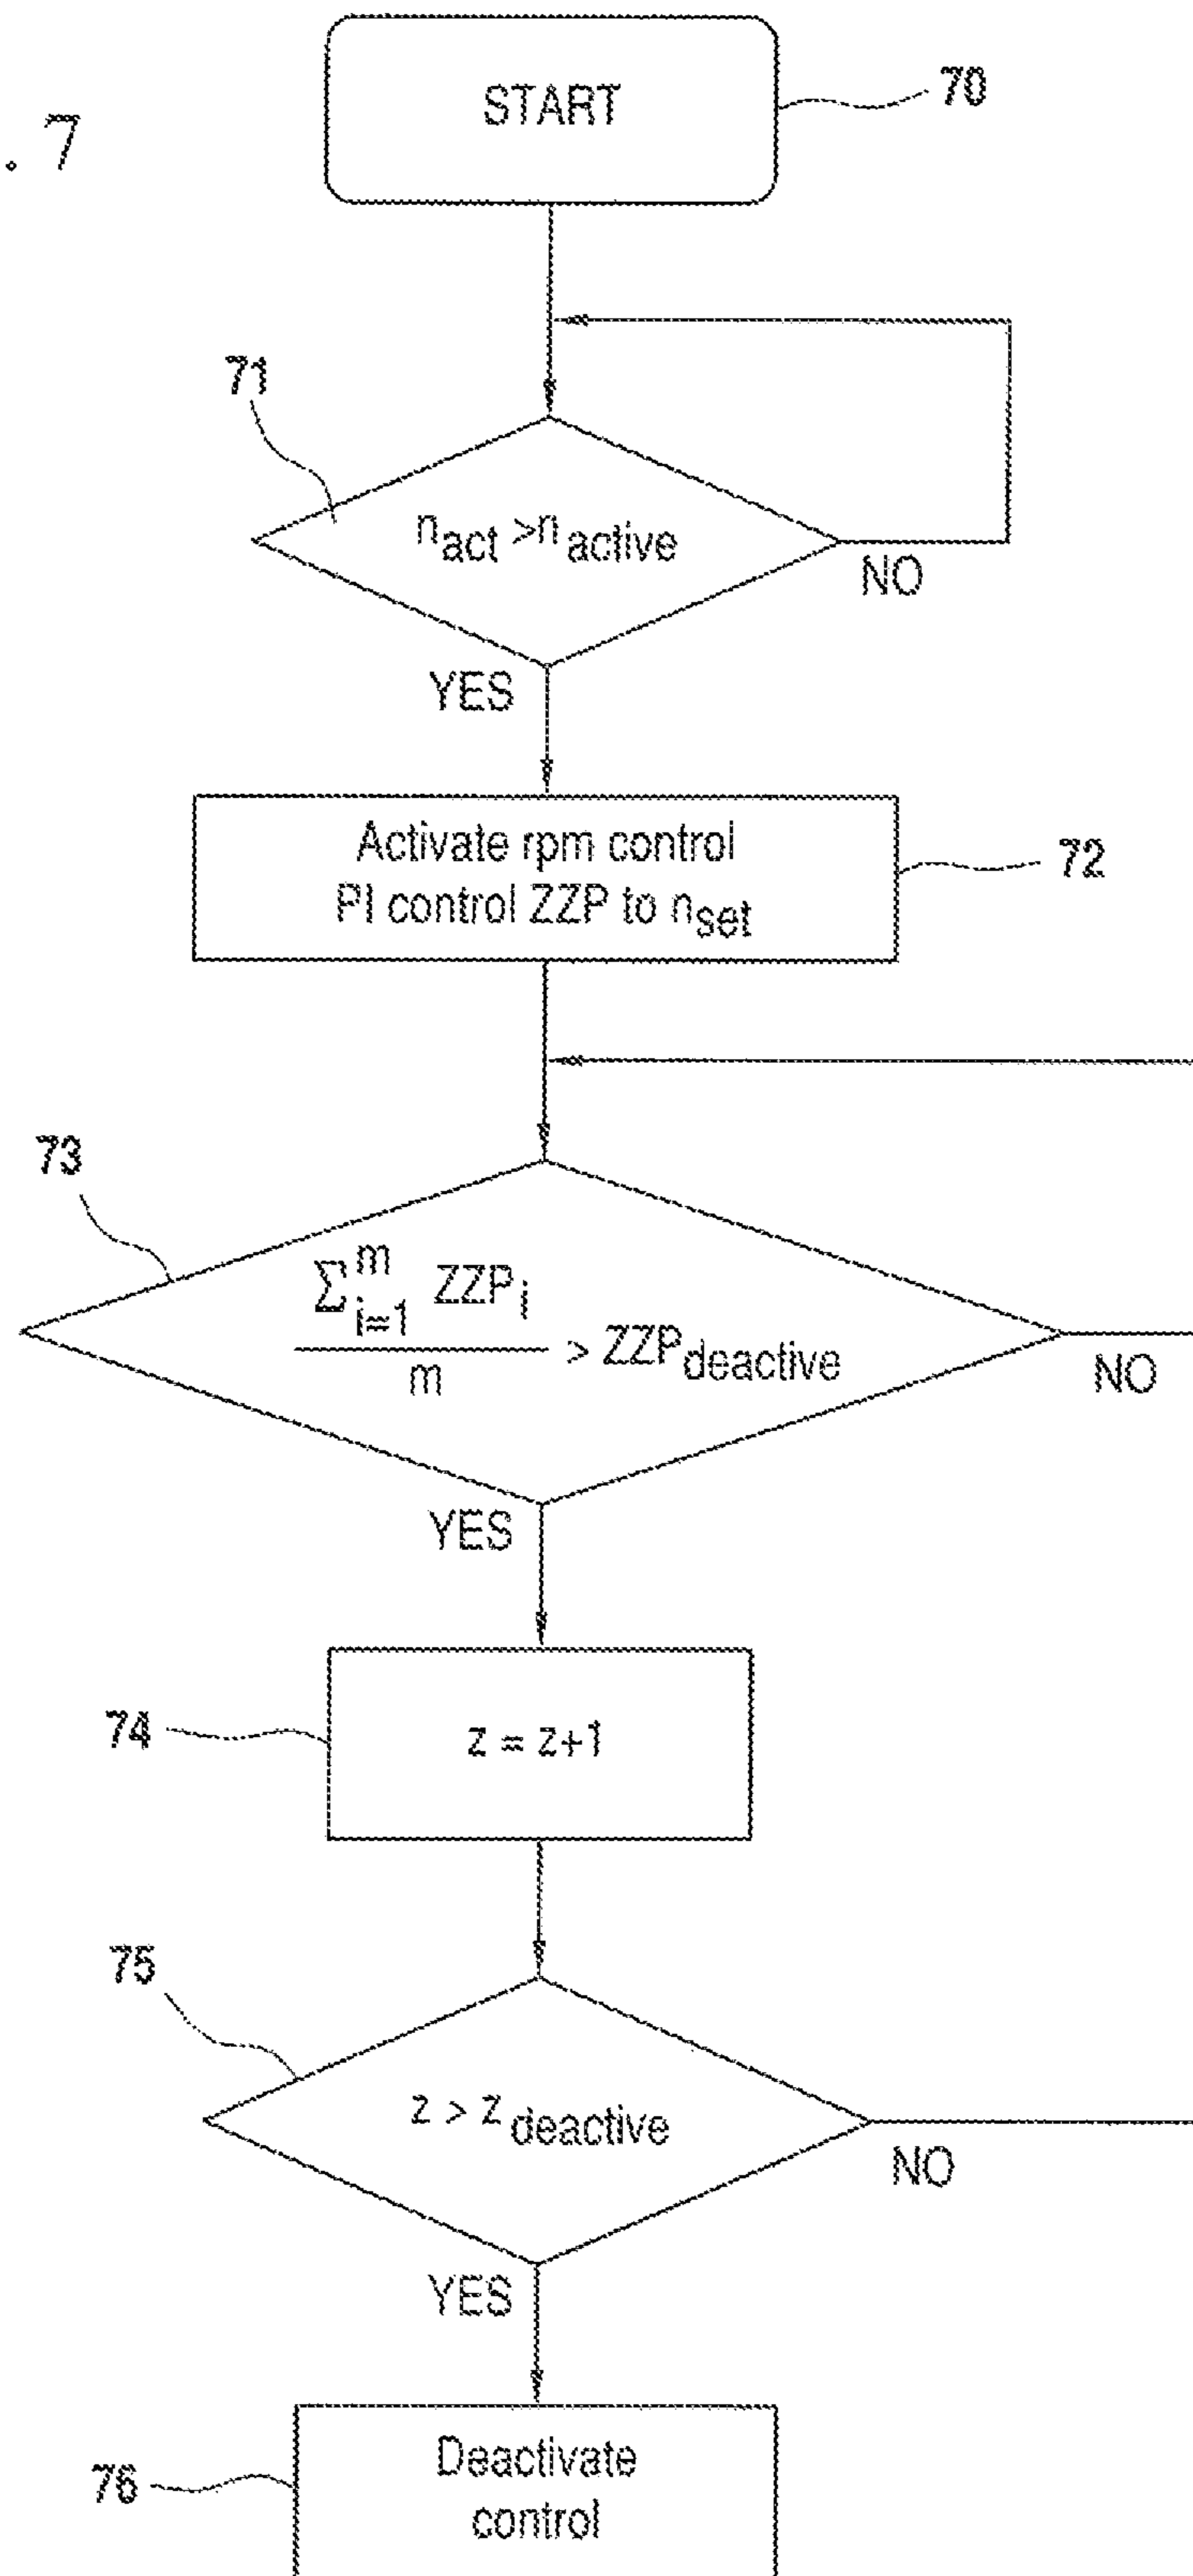 . 7
START
70
71
n_act >n_active
NO
YES
Activate rpm control
PI control ZZP to n_set
72
73
Σ_{i=1}^{m} ZZP_i
m
> ZZP_deactive
NO
YES
74
z = z+1
75
z > z_deactive
NO
YES
76
Deactivate
control